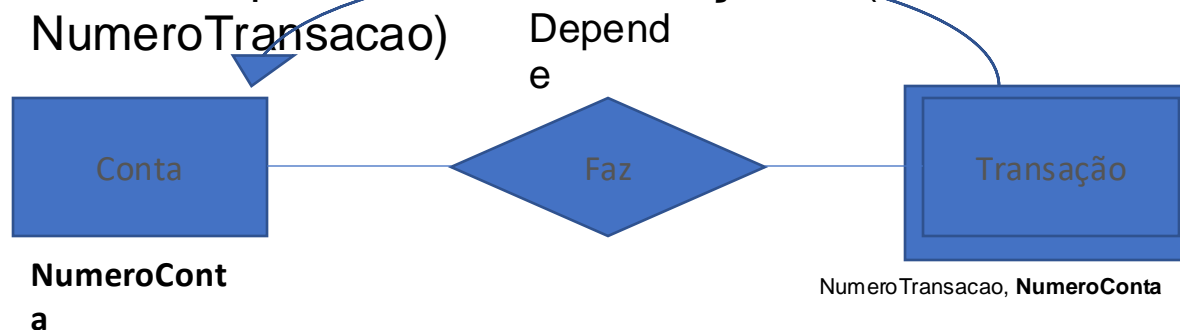 NumeroTransacao)
Depend
e
Conta
Faz
Transação
NumeroCont
a
NumeroTransacao, NumeroConta